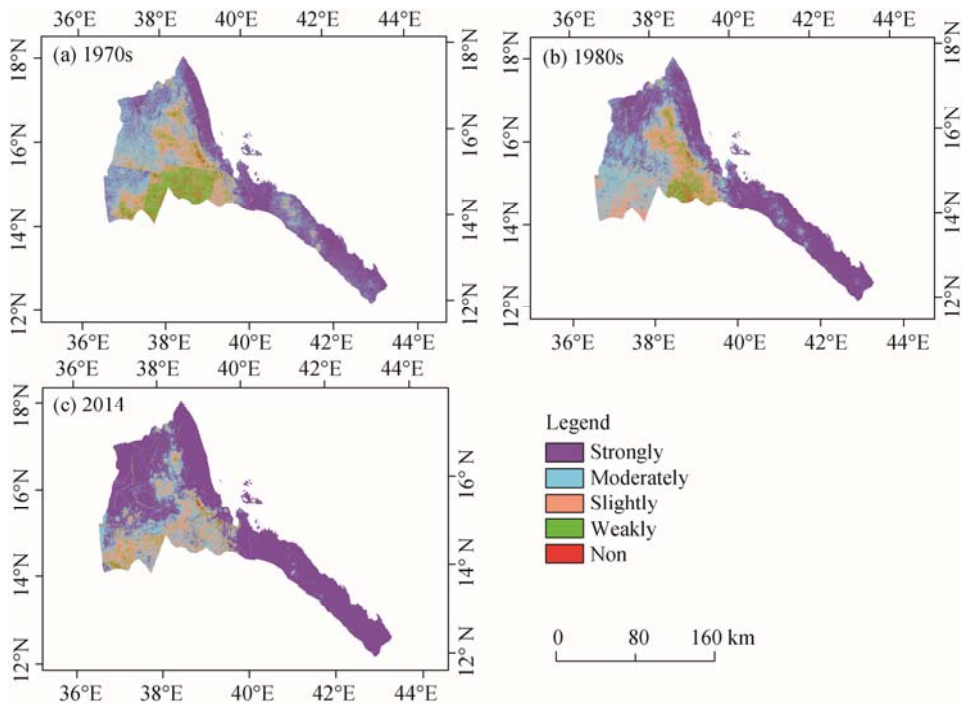 36°E 38°E 40°E 42°E 44°E
36°E 38°E 40°E 42°E 44°E
(a) 1970s
18°N
16°N
14°N
12°N
18°N
16°N
14°N
12°N
36°E 38°E 40°E 42°E 44°E
(b) 1980s
18°N
16°N
14°N
12°N
18°N
16°N
14°N
12°N
36°E 38°E 40°E 42°E 44°E
36°E 38°E 40°E 42°E 44°E
(c) 2014
18°N
16°N
14°N
12°N
16°N
14° N
12° N
36°E 38°E 40°E 42°E 44°E
Legend
Strongly
Moderately
Slightly
Weakly
Non
0 80 160 km